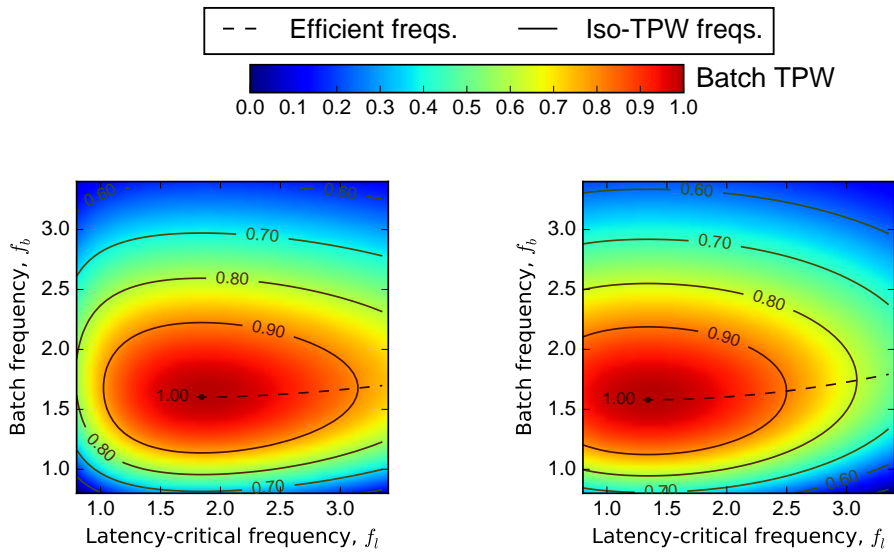 Efficient freqs. Iso-TPW freqs.
Batch TPW
0.0 0.1 0.2 0.3 0.4 0.5 0.6 0.7 0.8 0.9 1.0
Batch frequency, f_b
3.0
2.5
2.0
1.5
1.0
0.60
0.60
0.70
0.80
0.90
1.00
0.80
0.70
1.0 1.5 2.0 2.5 3.0
Latency-critical frequency, f_l
Batch frequency, f_b
3.0
2.5
2.0
1.5
1.0
0.60
0.70
0.80
0.90
1.00
0.70
0.60
1.0 1.5 2.0 2.5 3.0
Latency-critical frequency, f_l